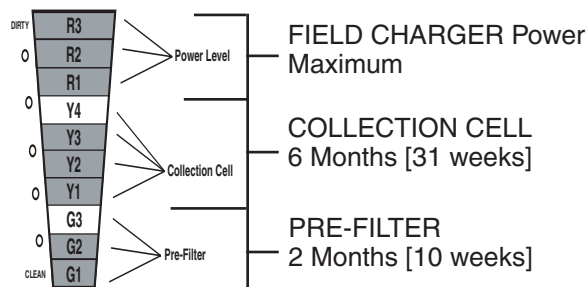 DIRTY
R3
R2
R1
Y4
Y3
Y2
Y1
G3
G2
G1
CLEAN
Power Level
Collection Cell
Pre-Filter
FIELD CHARGER Power
Maximum
COLLECTION CELL
6 Months [31 weeks]
PRE-FILTER
2 Months [10 weeks]